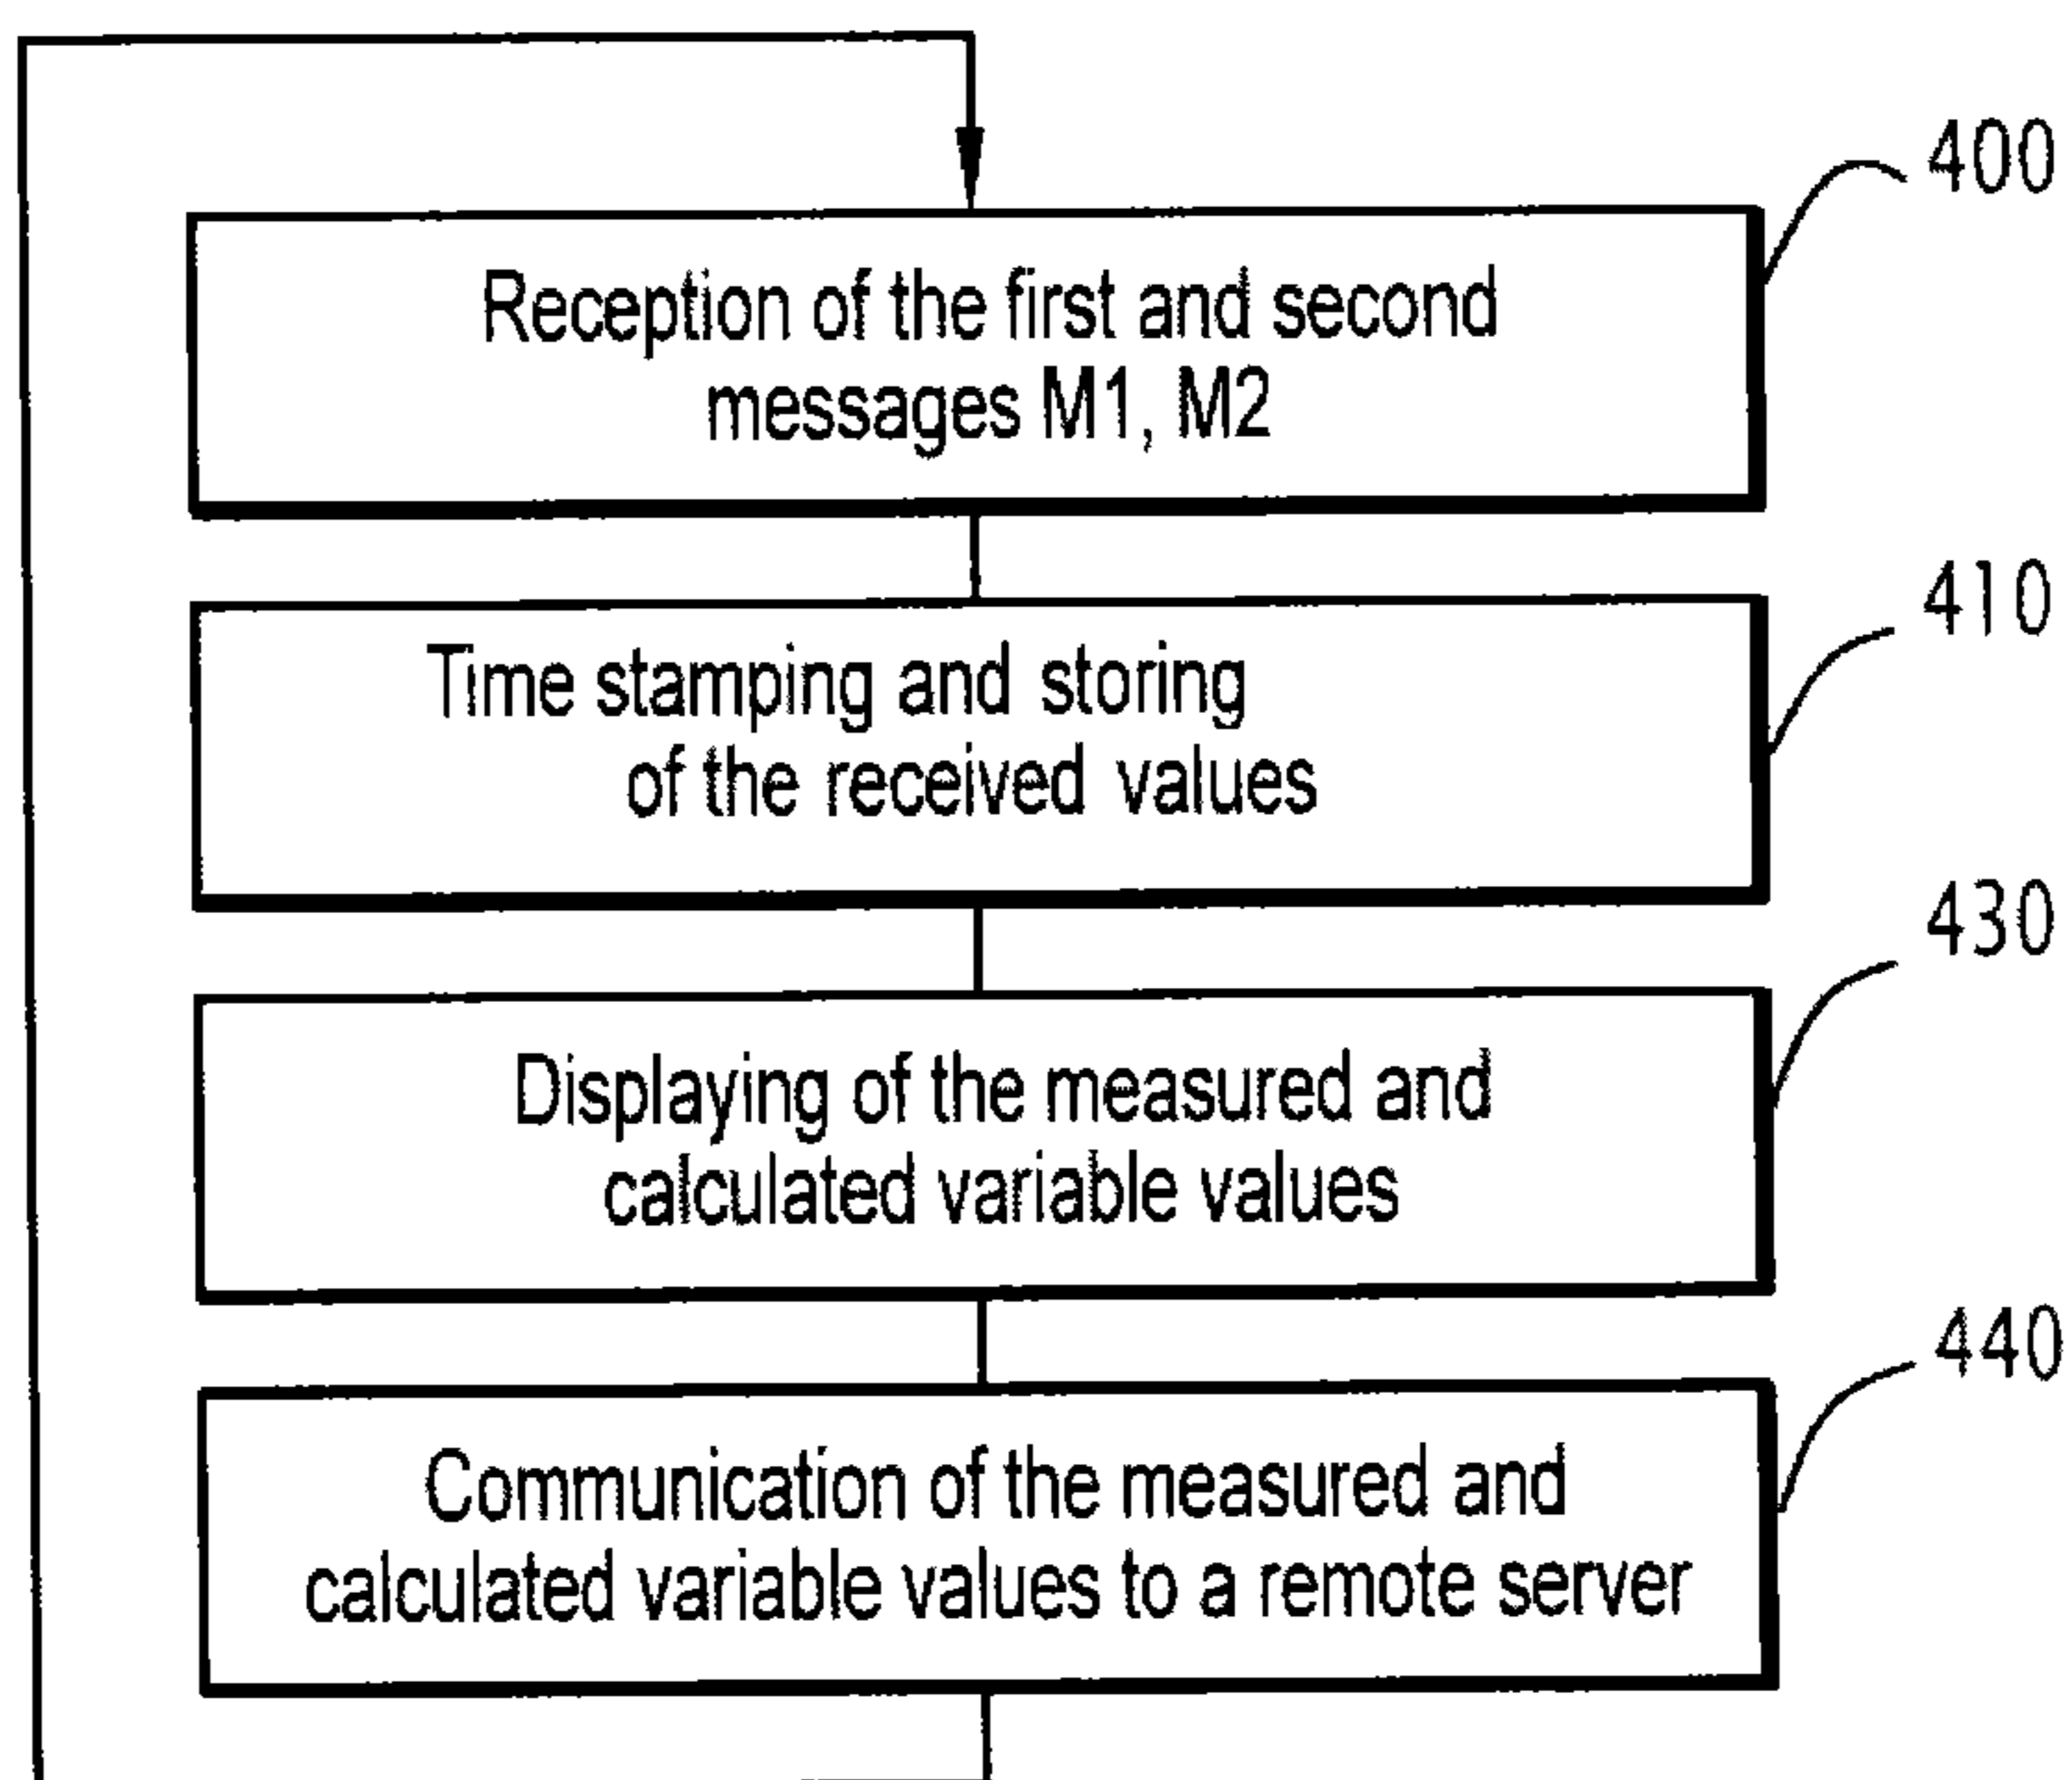 400
Reception of the first and second
messages M1, M2
410
Time stamping and storing
of the received values
430
Displaying of the measured and
calculated variable values
440
Communication of the measured and
calculated variable values to a remote server